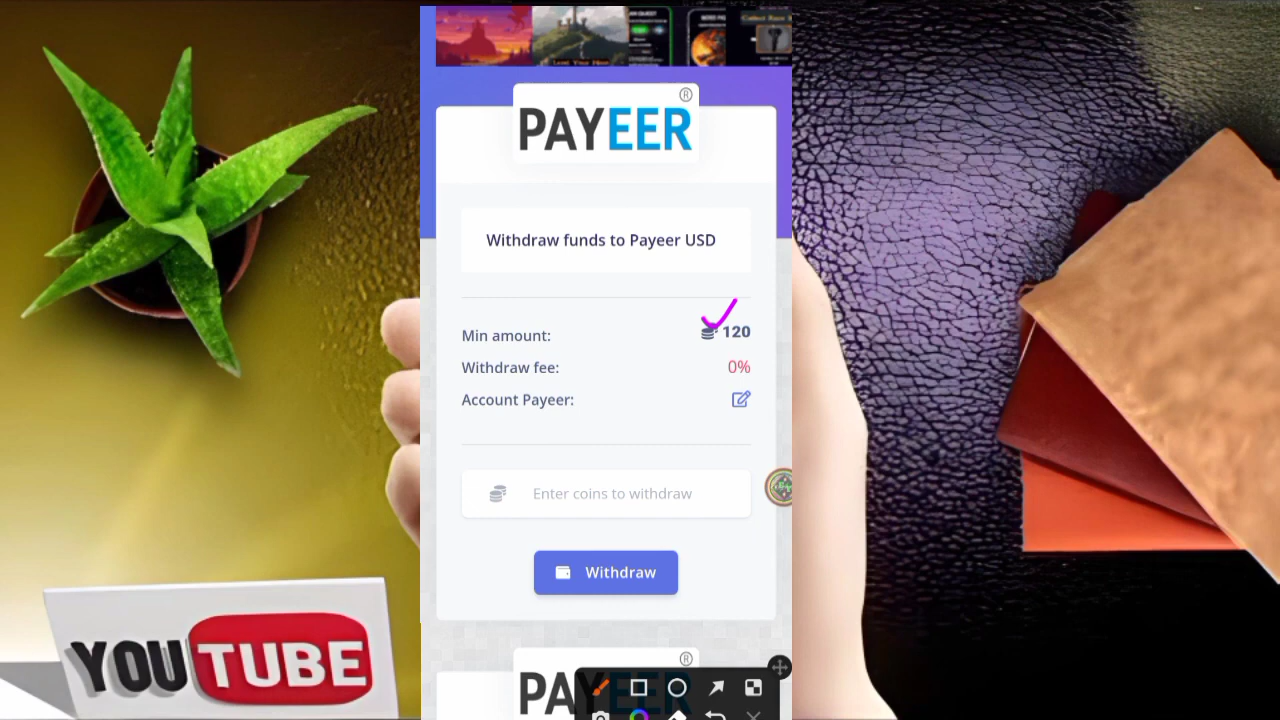 ®
PAYEER
Withdraw funds to Payeer USD
Min amount: 120
Withdraw fee: 0%
Account Payeer:
Enter coins to withdraw
Withdraw
YOUTUBE
®
PAYEER